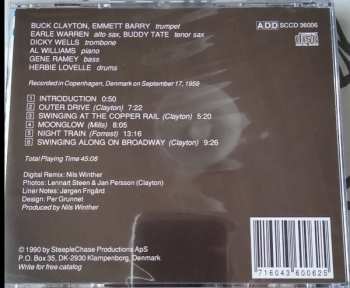 BUCK CLAYTON, EMMETT BARRY, trumpet
EARLE WARREN, alto sax, BUDDY TATE, tenor sax
DICKY WELLS, trombone
AL WILLIAMS, piano
GENE RAMEY, bass
HERBIE LOVELLE, drums
ADD SCCD 36006
COMPACT disc DIGITAL AUDIO
Recorded in Copenhagen, Denmark on September 17, 1959
1 INTRODUCTION 0:50
2 OUTER DRIVE (Clayton) 7:22
3 SWINGING AT THE COPPER RAIL (Clayton) 5:20
4 MOONGLOW (Mills) 8:05
5 NIGHT TRAIN (Forrest) 13:16
6 SWINGING ALONG ON BROADWAY (Clayton) 9:26
Total Playing Time 45:08
Digital Remix: Nils Winther
Photos: Lennart Steen & Jan Persson (Clayton)
Liner Notes: Jørgen Frigård
Design: Per Grunnet
Produced by Nils Winther
© 1990 by SteepleChase Productions ApS
P.O. Box 35, DK-2930 Klampenborg, Denmark
Write for free catalog
716043600625